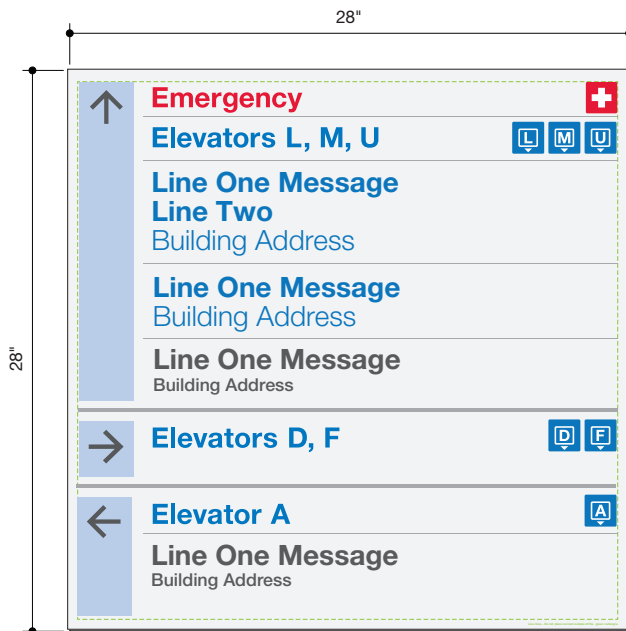 28"
28"
Emergency
Elevators L, M, U
L M U
Line One Message
Line Two
Building Address
Line One Message
Building Address
Line One Message
Building Address
Elevators D, F
D F
Elevator A
A
Line One Message
Building Address